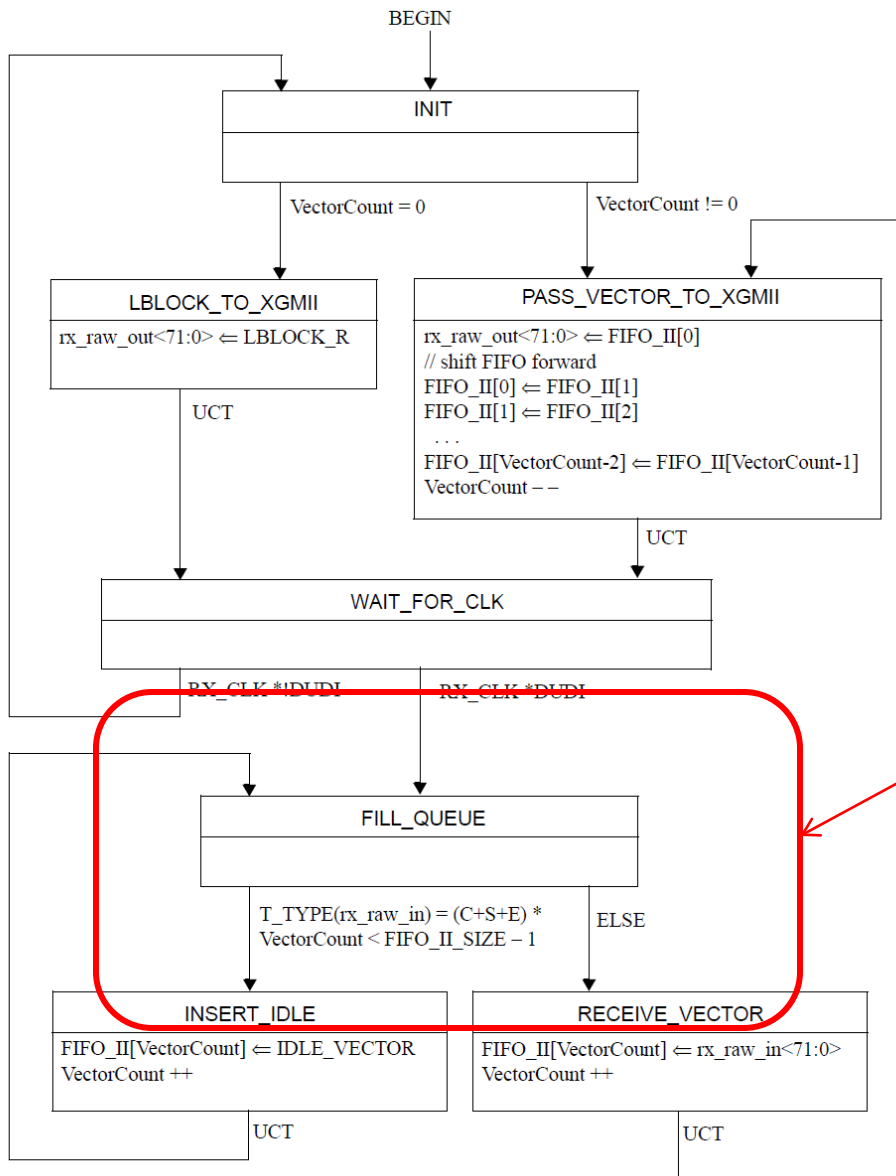 BEGIN
INIT
VectorCount = 0
VectorCount != 0
LBLOCK_TO_XGMII
rx_raw_out<71:0> ⇐ LBLOCK_R
UCT
PASS_VECTOR_TO_XGMII
rx_raw_out<71:0> ⇐ FIFO_II[0]
// shift FIFO forward
FIFO_II[0] ⇐ FIFO_II[1]
FIFO_II[1] ⇐ FIFO_II[2]
. . .
FIFO_II[VectorCount-2] ⇐ FIFO_II[VectorCount-1]
VectorCount – –
UCT
WAIT_FOR_CLK
RX_CLK *!DUDI
RX_CLK *DUDI
FILL_QUEUE
T_TYPE(rx_raw_in) = (C+S+E) *
VectorCount < FIFO_II_SIZE – 1
ELSE
INSERT_IDLE
FIFO_II[VectorCount] ⇐ IDLE_VECTOR
VectorCount ++
UCT
RECEIVE_VECTOR
FIFO_II[VectorCount] ⇐ rx_raw_in<71:0>
VectorCount ++
UCT